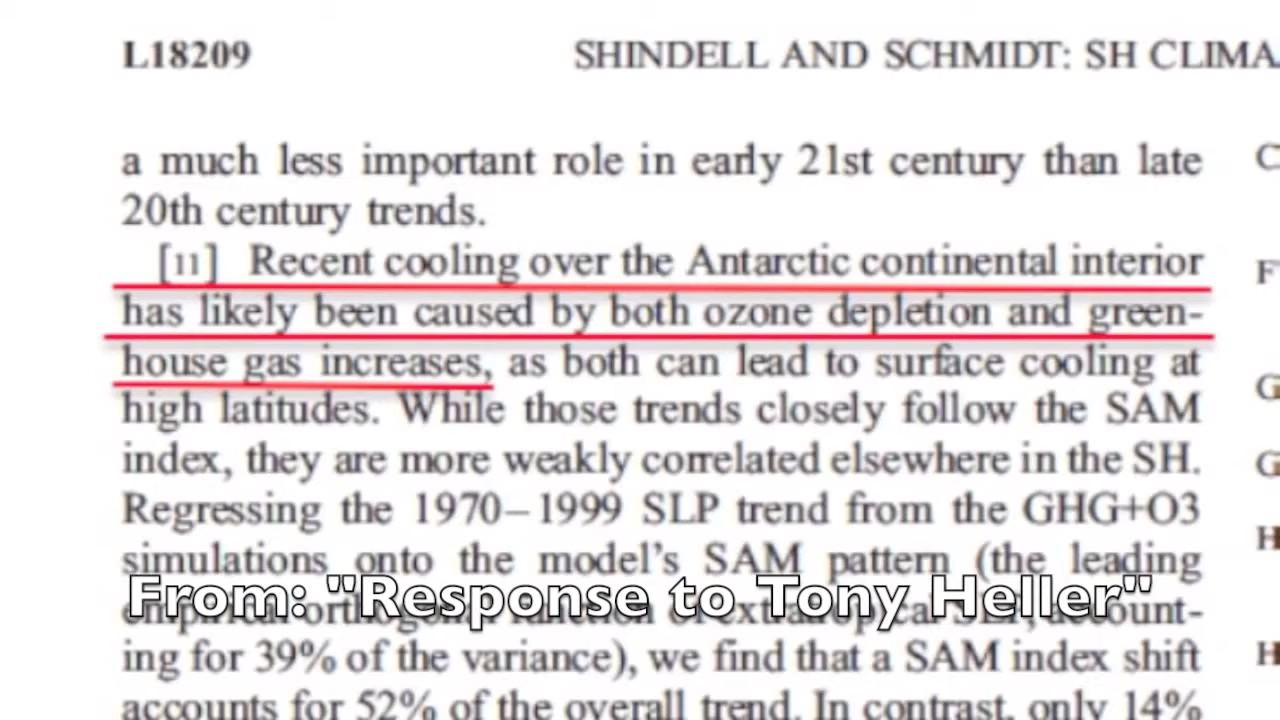 L18209 SHINDELL AND SCHMIDT: SH CLIMA
a much less important role in early 21st century than late
20th century trends.
[11] Recent cooling over the Antarctic continental interior
has likely been caused by both ozone depletion and green-
house gas increases, as both can lead to surface cooling at
high latitudes. While those trends closely follow the SAM
index, they are more weakly correlated elsewhere in the SH.
Regressing the 1970–1999 SLP trend from the GHG+O3
simulations onto the model's SAM pattern (the leading
From: "Response to Tony Heller"
ing for 39% of the variance), we find that a SAM index shift
accounts for 52% of the overall trend. In contrast, only 14%